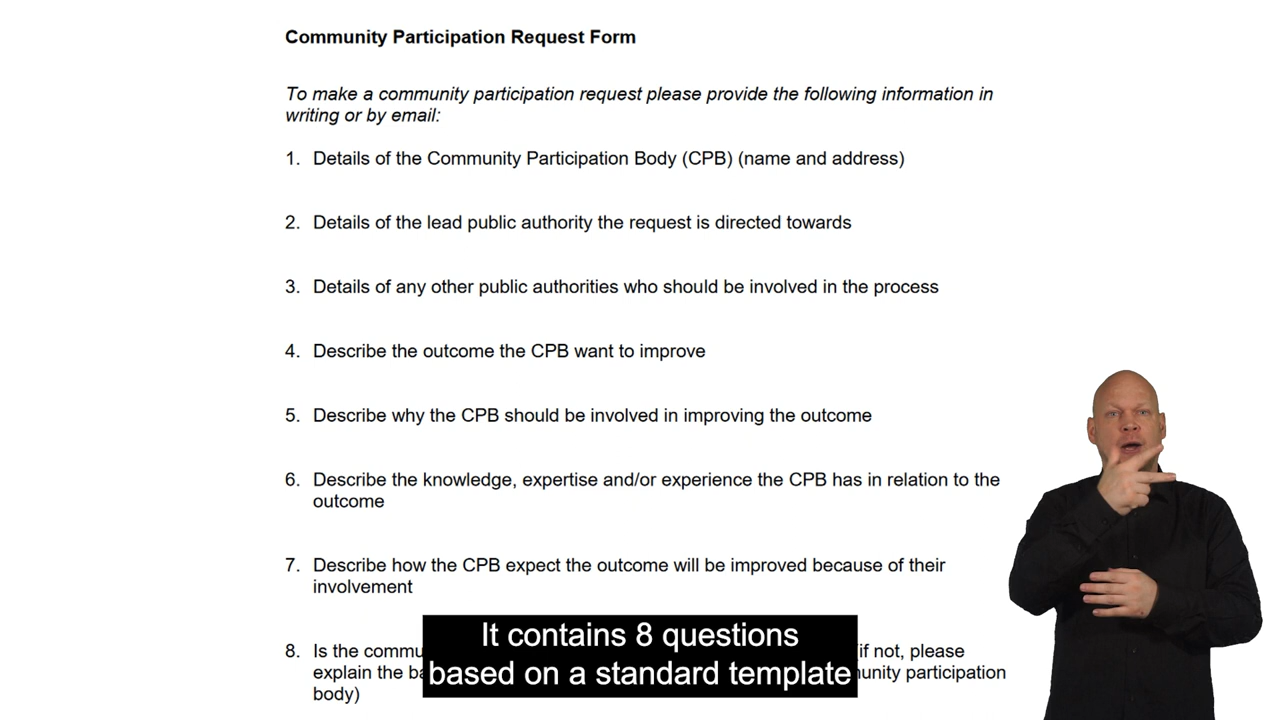 Community Participation Request Form
To make a community participation request please provide the following information in
writing or by email:
1. Details of the Community Participation Body (CPB) (name and address)
2. Details of the lead public authority the request is directed towards
3. Details of any other public authorities who should be involved in the process
4. Describe the outcome the CPB want to improve
5. Describe why the CPB should be involved in improving the outcome
6. Describe the knowledge, expertise and/or experience the CPB has in relation to the
outcome
7. Describe how the CPB expect the outcome will be improved because of their
involvement
8. Is the if not, please
explain the participation
body)
It contains 8 questions
based on a standard template